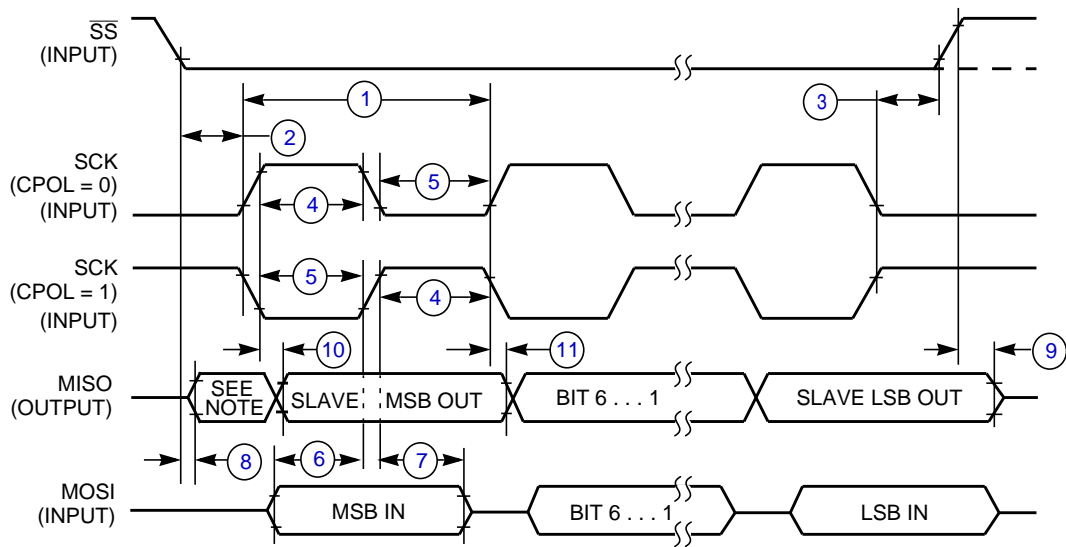 SS
(INPUT)
1
3
2
SCK
(CPOL = 0)
(INPUT)
4
5
SCK
(CPOL = 1)
(INPUT)
5
4
10
11
9
MISO
(OUTPUT)
SEE
NOTE
SLAVE
MSB OUT
BIT 6 . . . 1
SLAVE LSB OUT
8
6
7
MOSI
(INPUT)
MSB IN
BIT 6 . . . 1
LSB IN